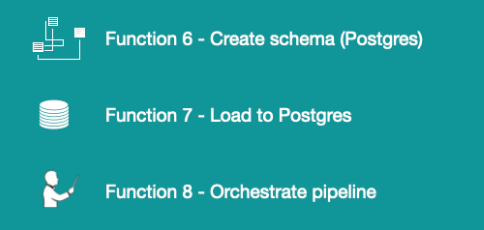 Function 6 - Create schema (Postgres)
Function 7 - Load to Postgres
Function 8 - Orchestrate pipeline